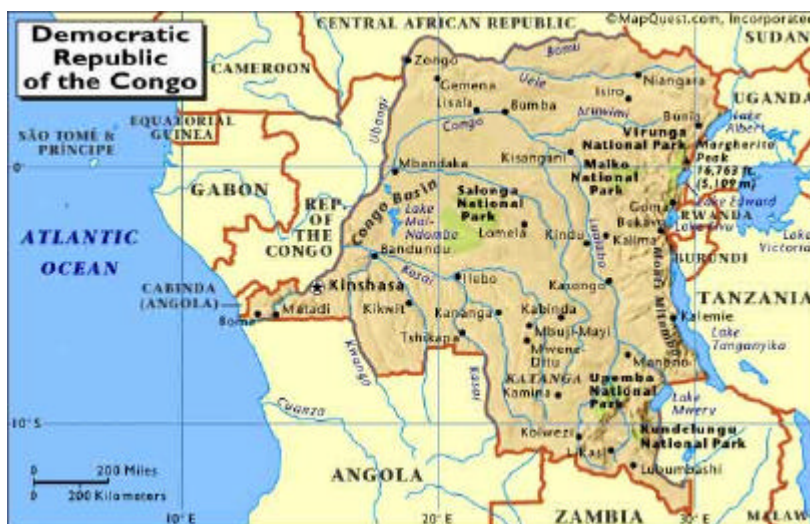 Democratic
Republic
of the Congo
CENTRAL AFRICAN REPUBLIC
©MapQuest.com, Incorporated
SUDAN
CAMEROON
Zongo
Bomu
Gemena
Uele
Niangara
Lisala
Bumba
Isiro
UGANDA
EQUATORIAL
GUINEA
Ubangi
Congo
Aruwimi
Bunia
Lake
Albert
SÃO TOMÉ &
PRÍNCIPE
Virunga
National Park
Margherita
Peak
16,763 ft.
(5,109 m)
0
Mbandaka
Kisangani
Maiko
National
Park
GABON
REP.
OF
THE
CONGO
Congo Basin
Salonga
National
Park
Lake
Mai-
Ndombe
Goma
Lake Edward
RWANDA
Lake Kivu
Lake
Victoria
ATLANTIC
OCEAN
Lomela
Kindu
Lualaba
Kalima
Bukavu
Bandundu
BURUNDI
Kinshasa
Kasai
Ilebo
Kasongo
Monts Mitumba
CABINDA
(ANGOLA)
TANZANIA
Boma
Matadi
Kikwit
Kananga
Kabinda
Kalemie
Tshikapa
Mbuji-Mayi
Mwene-
Ditu
Lake
Tanganyika
Kwango
Kasai
Manono
KATANGA
Upemba
National
Park
Kamina
Lake
Mweru
Cuanza
10°S
Kolwezi
Kundelungu
National Park
Likasi
Lubumbashi
0 200 Miles
0 200 Kilometers
ANGOLA
ZAMBIA
MALAWI
10°E
20°E
30°E